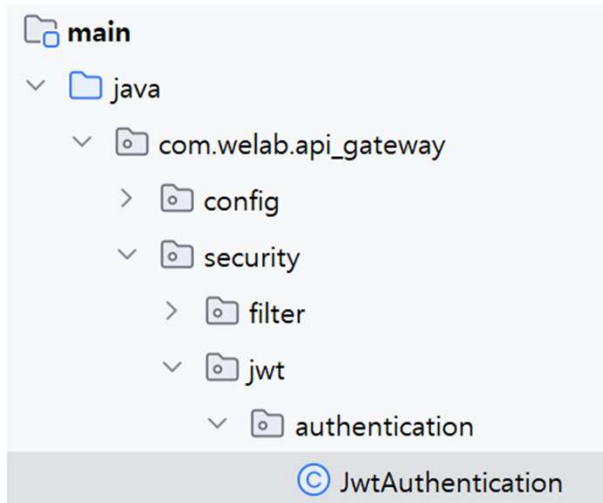 main
java
com.welab.api_gateway
config
security
filter
jwt
authentication
C JwtAuthentication